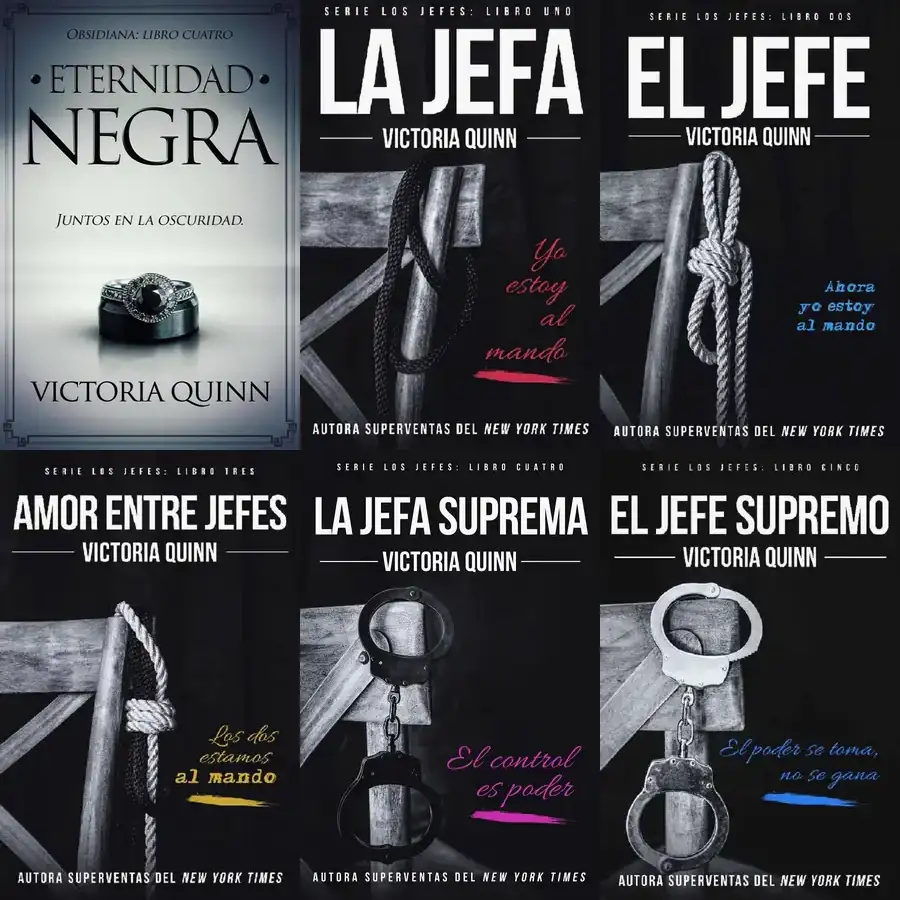 OBSIDIANA: LIBRO CUATRO
•ETERNIDAD•
NEGRA
JUNTOS EN LA OSCURIDAD.
VICTORIA QUINN
SERIE LOS JEFES: LIBRO UNO
LA JEFA
VICTORIA QUINN
Yo
estoy
al
mando
AUTORA SUPERVENTAS DEL NEW YORK TIMES
SERIE LOS JEFES: LIBRO DOS
EL JEFE
VICTORIA QUINN
Ahora
yo estoy
al mando
AUTORA SUPERVENTAS DEL NEW YORK TIMES
SERIE LOS JEFES: LIBRO TRES
AMOR ENTRE JEFES
VICTORIA QUINN
Los dos
estamos
al mando
AUTORA SUPERVENTAS DEL NEW YORK TIMES
SERIE LOS JEFES: LIBRO CUATRO
LA JEFA SUPREMA
VICTORIA QUINN
El control
es poder
AUTORA SUPERVENTAS DEL NEW YORK TIMES
SERIE LOS JEFES: LIBRO CINCO
EL JEFE SUPREMO
VICTORIA QUINN
El poder se toma,
no se gana
AUTORA SUPERVENTAS DEL NEW YORK TIMES